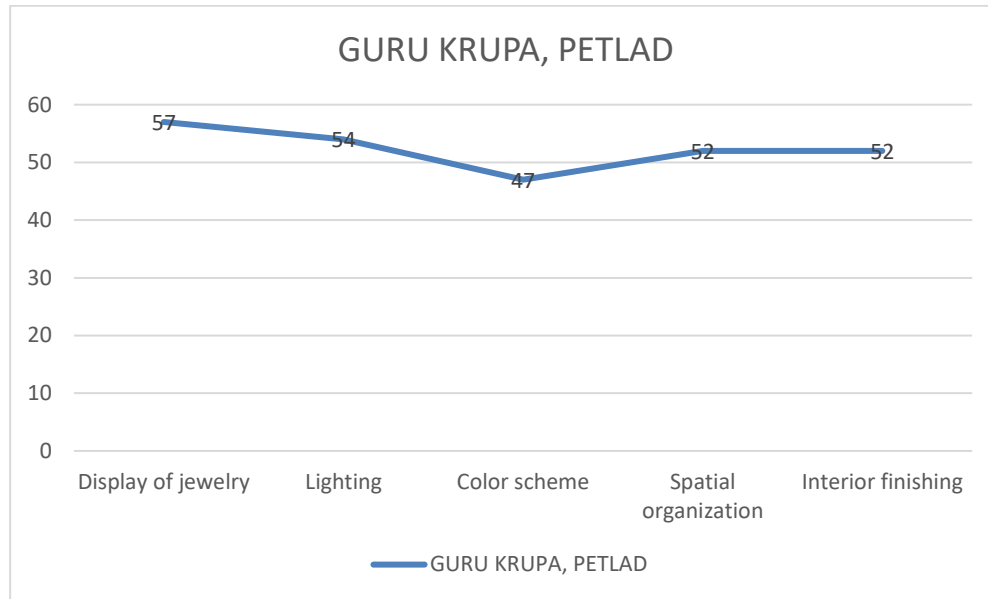 GURU KRUPA, PETLAD
60
50
40
30
20
10
0
57
54
47
52
52
Display of jewelry
Lighting
Color scheme
Spatial
organization
Interior finishing
GURU KRUPA, PETLAD